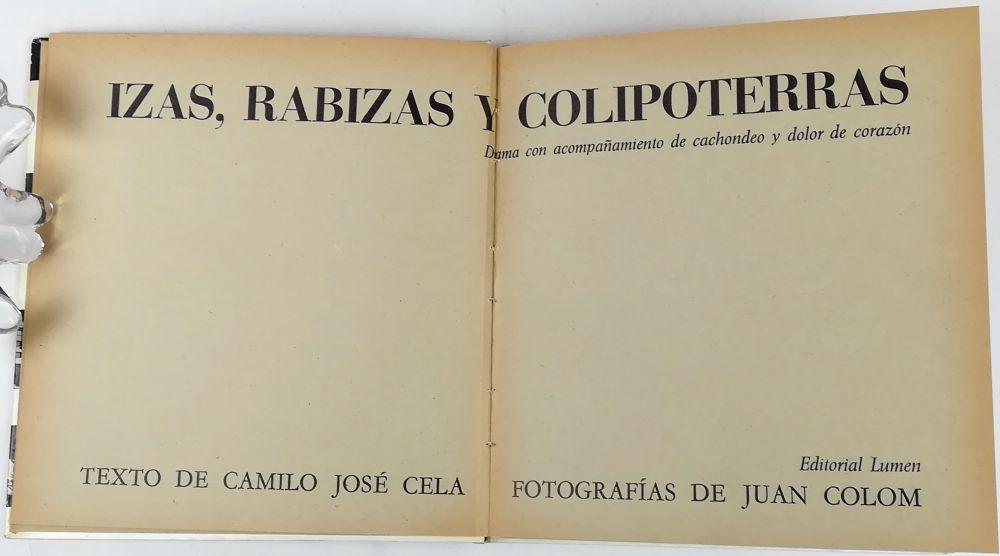 IZAS, RABIZAS Y COLIPOTERRAS
Dama con acompañamiento de cachondeo y dolor de corazón
Editorial Lumen
TEXTO DE CAMILO JOSÉ CELA FOTOGRAFÍAS DE JUAN COLOM